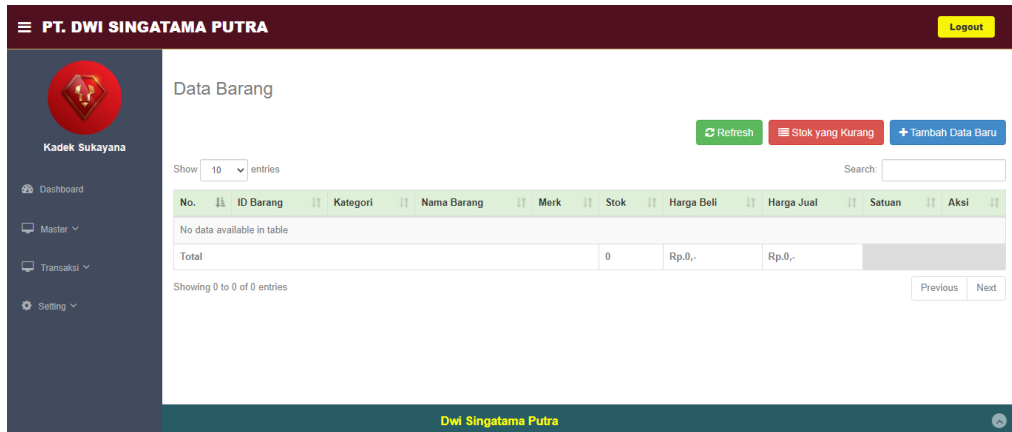 PT. DWI SINGATAMA PUTRA
Logout
Kadek Sukayana
Dashboard
Master
Transaksi
Setting
Data Barang
Refresh
Stok yang Kurang
Tambah Data Baru
Show 10 entries
Search:
No. ID Barang Kategori Nama Barang Merk Stok Harga Beli Harga Jual Satuan Aksi
No data available in table
Total 0 Rp.0,- Rp.0,-
Showing 0 to 0 of 0 entries
Previous Next
Dwi Singatama Putra